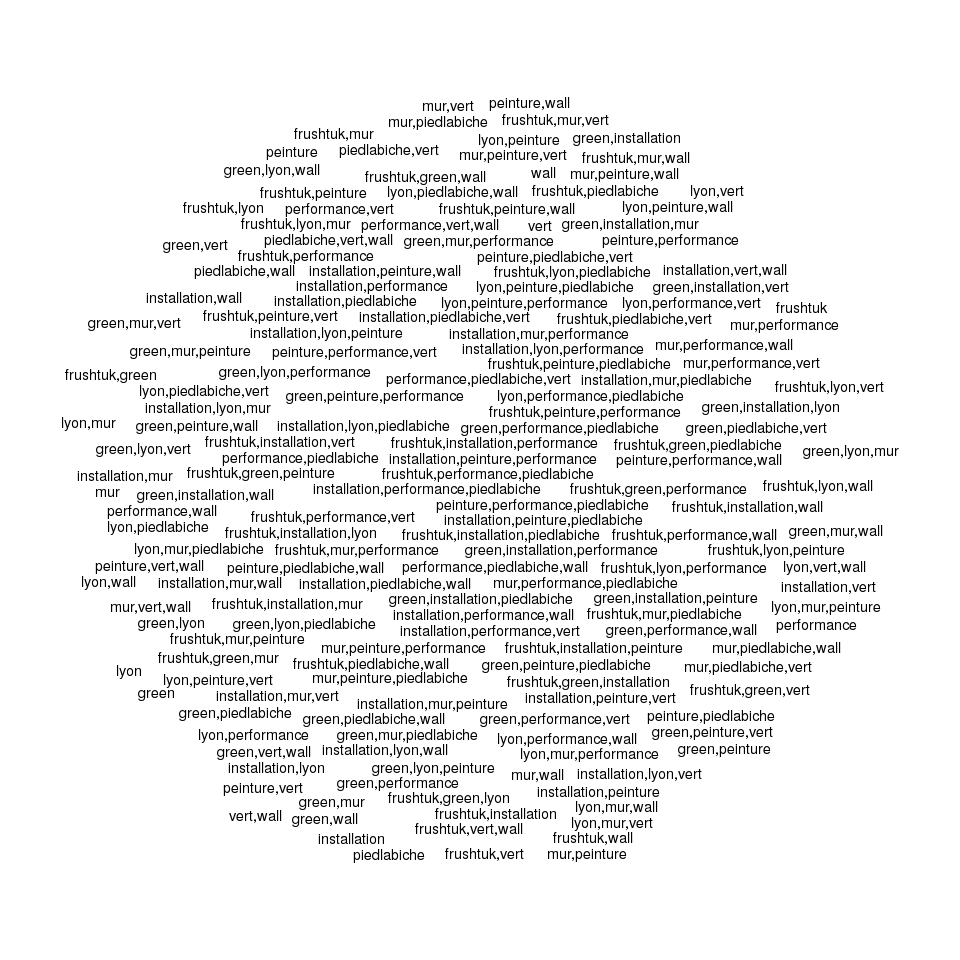 mur,vert peinture,wall
mur,piedlabiche frushtuk,mur,vert
frushtuk,mur lyon,peinture green,installation
peinture piedlabiche,vert mur,peinture,vert frushtuk,mur,wall
green,lyon,wall frushtuk,green,wall wall mur,peinture,wall
frushtuk,peinture lyon,piedlabiche,wall frushtuk,piedlabiche lyon,vert
frushtuk,lyon performance,vert frushtuk,peinture,wall lyon,peinture,wall
frushtuk,lyon,mur performance,vert,wall vert green,installation,mur
green,vert piedlabiche,vert,wall green,mur,performance peinture,performance
frushtuk,performance peinture,piedlabiche,vert
piedlabiche,wall installation,peinture,wall frushtuk,lyon,piedlabiche installation,vert,wall
installation,performance lyon,peinture,piedlabiche green,installation,vert
installation,wall installation,piedlabiche lyon,peinture,performance lyon,performance,vert frushtuk
green,mur,vert frushtuk,peinture,vert installation,piedlabiche,vert frushtuk,piedlabiche,vert mur,performance
installation,lyon,peinture installation,mur,performance
green,mur,peinture peinture,performance,vert installation,lyon,performance mur,performance,wall
frushtuk,peinture,piedlabiche mur,performance,vert
frushtuk,green green,lyon,performance performance,piedlabiche,vert installation,mur,piedlabiche frushtuk,lyon,vert
lyon,piedlabiche,vert green,peinture,performance lyon,performance,piedlabiche
installation,lyon,mur frushtuk,peinture,performance green,installation,lyon
lyon,mur green,peinture,wall installation,lyon,piedlabiche green,performance,piedlabiche green,piedlabiche,vert
green,lyon,vert frushtuk,installation,vert frushtuk,installation,performance frushtuk,green,piedlabiche green,lyon,mur
performance,piedlabiche installation,peinture,performance peinture,performance,wall
installation,mur frushtuk,green,peinture frushtuk,performance,piedlabiche
mur green,installation,wall installation,performance,piedlabiche frushtuk,green,performance frushtuk,lyon,wall
performance,wall frushtuk,performance,vert peinture,performance,piedlabiche frushtuk,installation,wall
lyon,piedlabiche frushtuk,installation,lyon installation,peinture,piedlabiche
frushtuk,installation,piedlabiche frushtuk,performance,wall green,mur,wall
lyon,mur,piedlabiche frushtuk,mur,performance green,installation,performance frushtuk,lyon,peinture
peinture,vert,wall peinture,piedlabiche,wall performance,piedlabiche,wall frushtuk,lyon,performance lyon,vert,wall
lyon,wall installation,mur,wall installation,piedlabiche,wall mur,performance,piedlabiche installation,vert
mur,vert,wall frushtuk,installation,mur green,installation,piedlabiche green,installation,peinture lyon,mur,peinture
green,lyon green,lyon,piedlabiche installation,performance,wall frushtuk,mur,piedlabiche performance
frushtuk,mur,peinture installation,performance,vert green,performance,wall
mur,peinture,performance frushtuk,installation,peinture mur,piedlabiche,wall
frushtuk,green,mur frushtuk,piedlabiche,wall green,peinture,piedlabiche mur,piedlabiche,vert
lyon lyon,peinture,vert mur,peinture,piedlabiche frushtuk,green,installation frushtuk,green,vert
green installation,mur,vert installation,mur,peinture installation,peinture,vert
green,piedlabiche green,piedlabiche,wall green,performance,vert peinture,piedlabiche
lyon,performance green,mur,piedlabiche lyon,performance,wall green,peinture,vert
green,vert,wall installation,lyon,wall lyon,mur,performance green,peinture
installation,lyon green,lyon,peinture mur,wall installation,lyon,vert
peinture,vert green,performance installation,peinture
green,mur frushtuk,green,lyon lyon,mur,wall
vert,wall green,wall frushtuk,installation lyon,mur,vert
installation frushtuk,vert,wall frushtuk,wall
piedlabiche frushtuk,vert mur,peinture